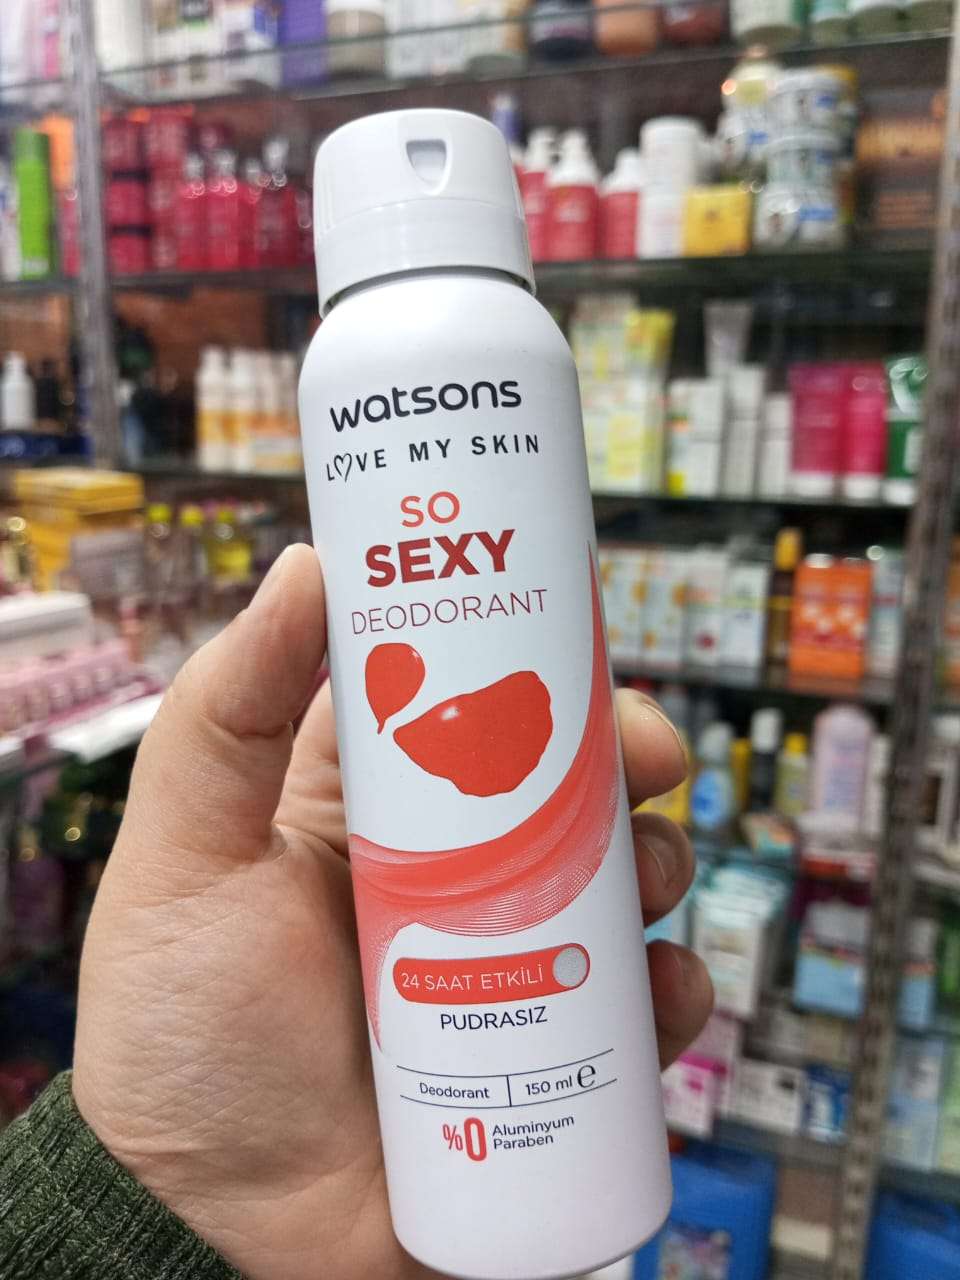 watsons
LOVE MY SKIN
SO
SEXY
DEODORANT
24 SAAT ETKİLİ
PUDRASIZ
Deodorant 150 ml e
%0 Aluminyum
Paraben